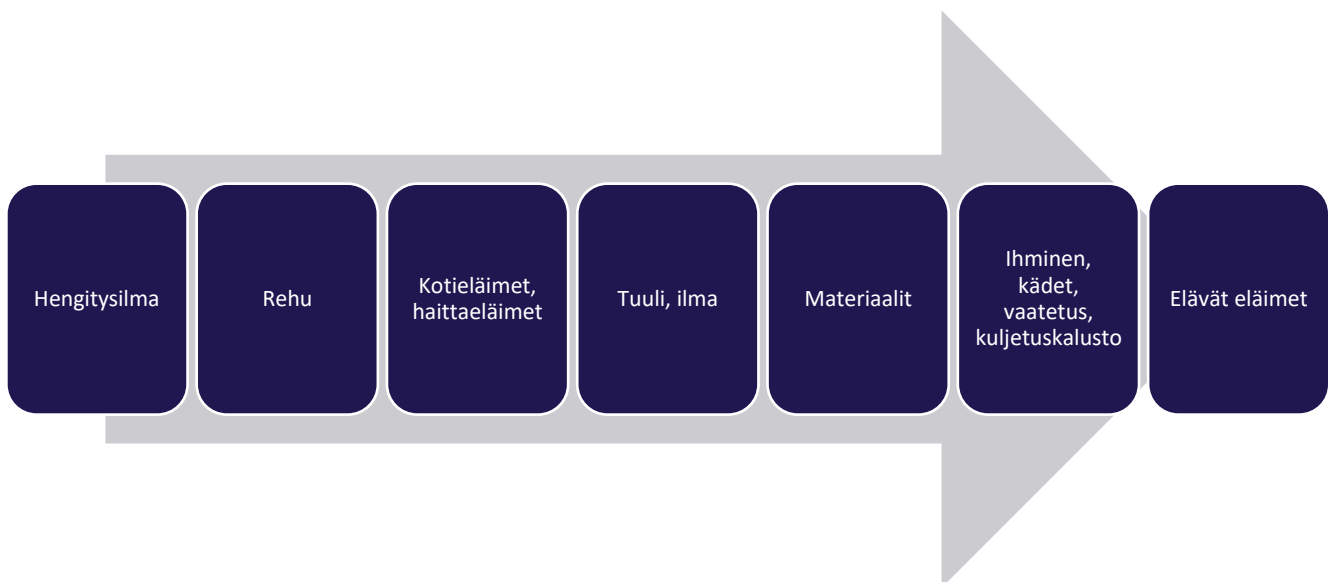 Hengitysilma
Rehu
Kotieläimet,
haittaeläimet
Tuuli, ilma
Materiaalit
Ihminen,
kädet,
vaatetus,
kuljetuskalusto
Elävät eläimet